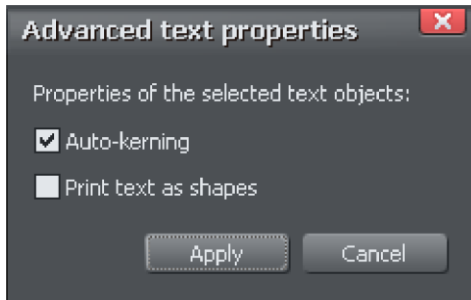 Advanced text properties
Properties of the selected text objects:
Auto-kerning
Print text as shapes
Apply Cancel